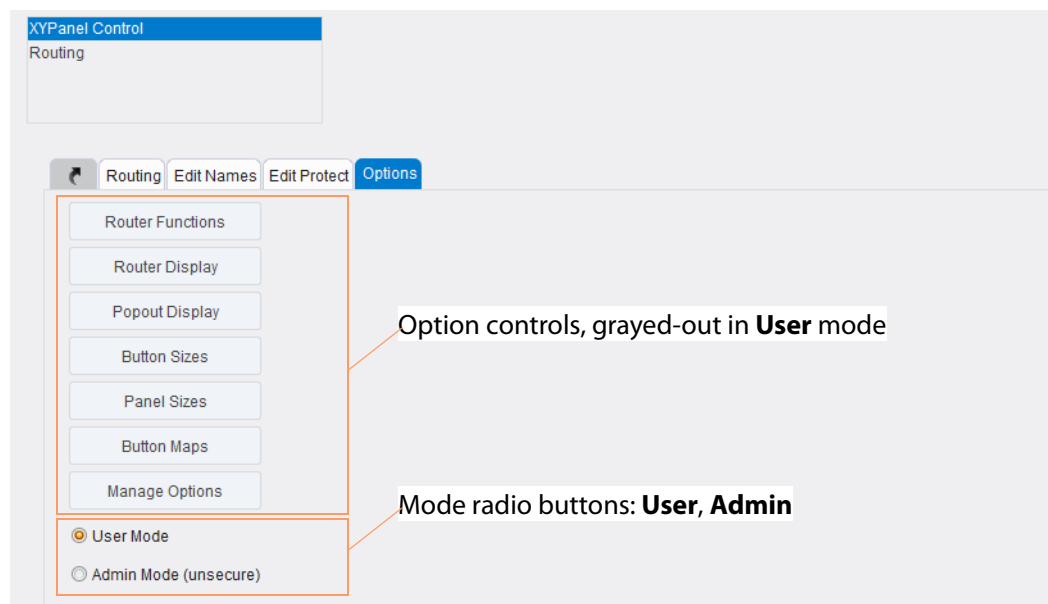 XYPanel Control
Routing
Routing Edit Names Edit Protect Options
Router Functions
Router Display
Popout Display
Option controls, grayed-out in User mode
Button Sizes
Panel Sizes
Button Maps
Manage Options
Mode radio buttons: User, Admin
User Mode
Admin Mode (unsecure)